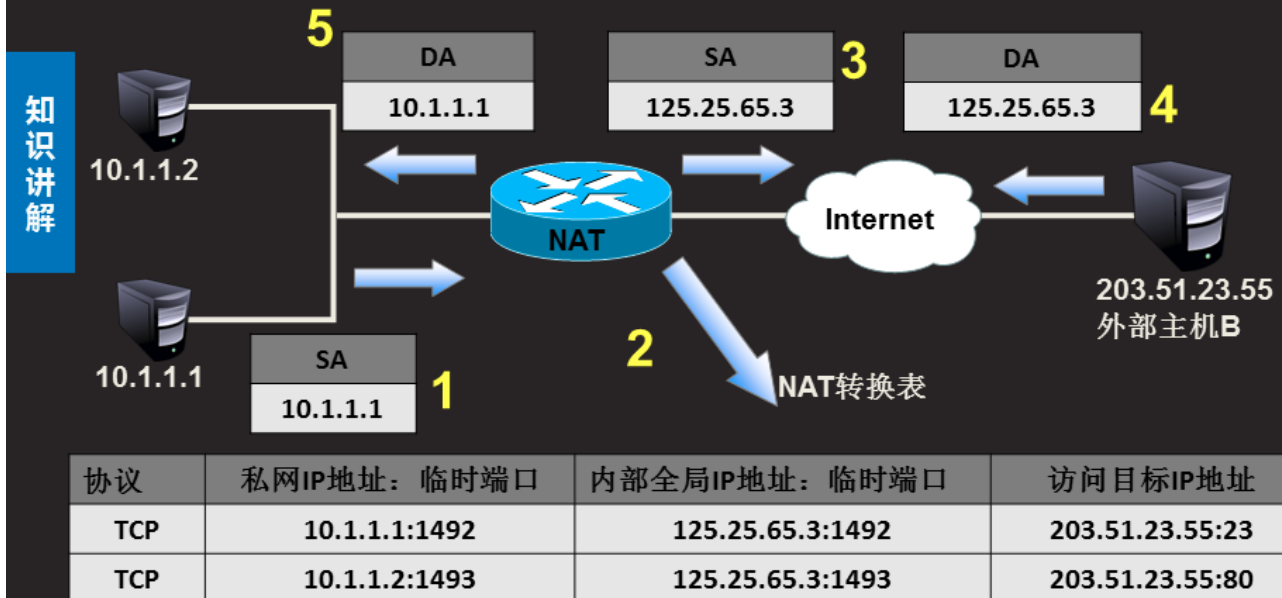 知识讲解
5
DA
10.1.1.1
SA
125.25.65.3
3
DA
125.25.65.3
4
10.1.1.2
NAT
Internet
203.51.23.55
外部主机B
10.1.1.1
SA
10.1.1.1
1
2
NAT转换表
协议 私网IP地址：临时端口 内部全局IP地址：临时端口 访问目标IP地址
TCP 10.1.1.1:1492 125.25.65.3:1492 203.51.23.55:23
TCP 10.1.1.2:1493 125.25.65.3:1493 203.51.23.55:80